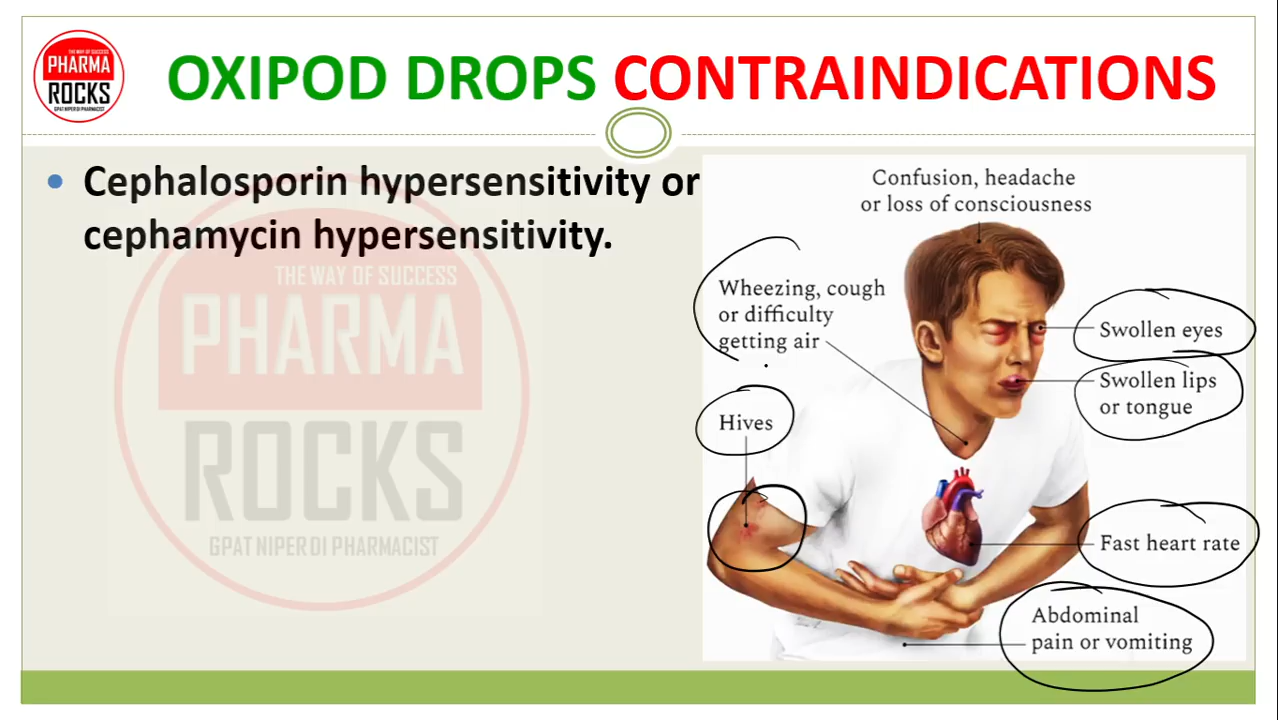 THE WAY OF SUCCESS
PHARMA
ROCKS
GPAT NIPER DI PHARMACIST
OXIPOD DROPS CONTRAINDICATIONS
• Cephalosporin hypersensitivity or
cephamycin hypersensitivity.
THE WAY OF SUCCESS
PHARMA
ROCKS
GPAT NIPER DI PHARMACIST
Confusion, headache
or loss of consciousness
Wheezing, cough
or difficulty
getting air
Swollen eyes
Swollen lips
or tongue
Hives
Fast heart rate
Abdominal
pain or vomiting